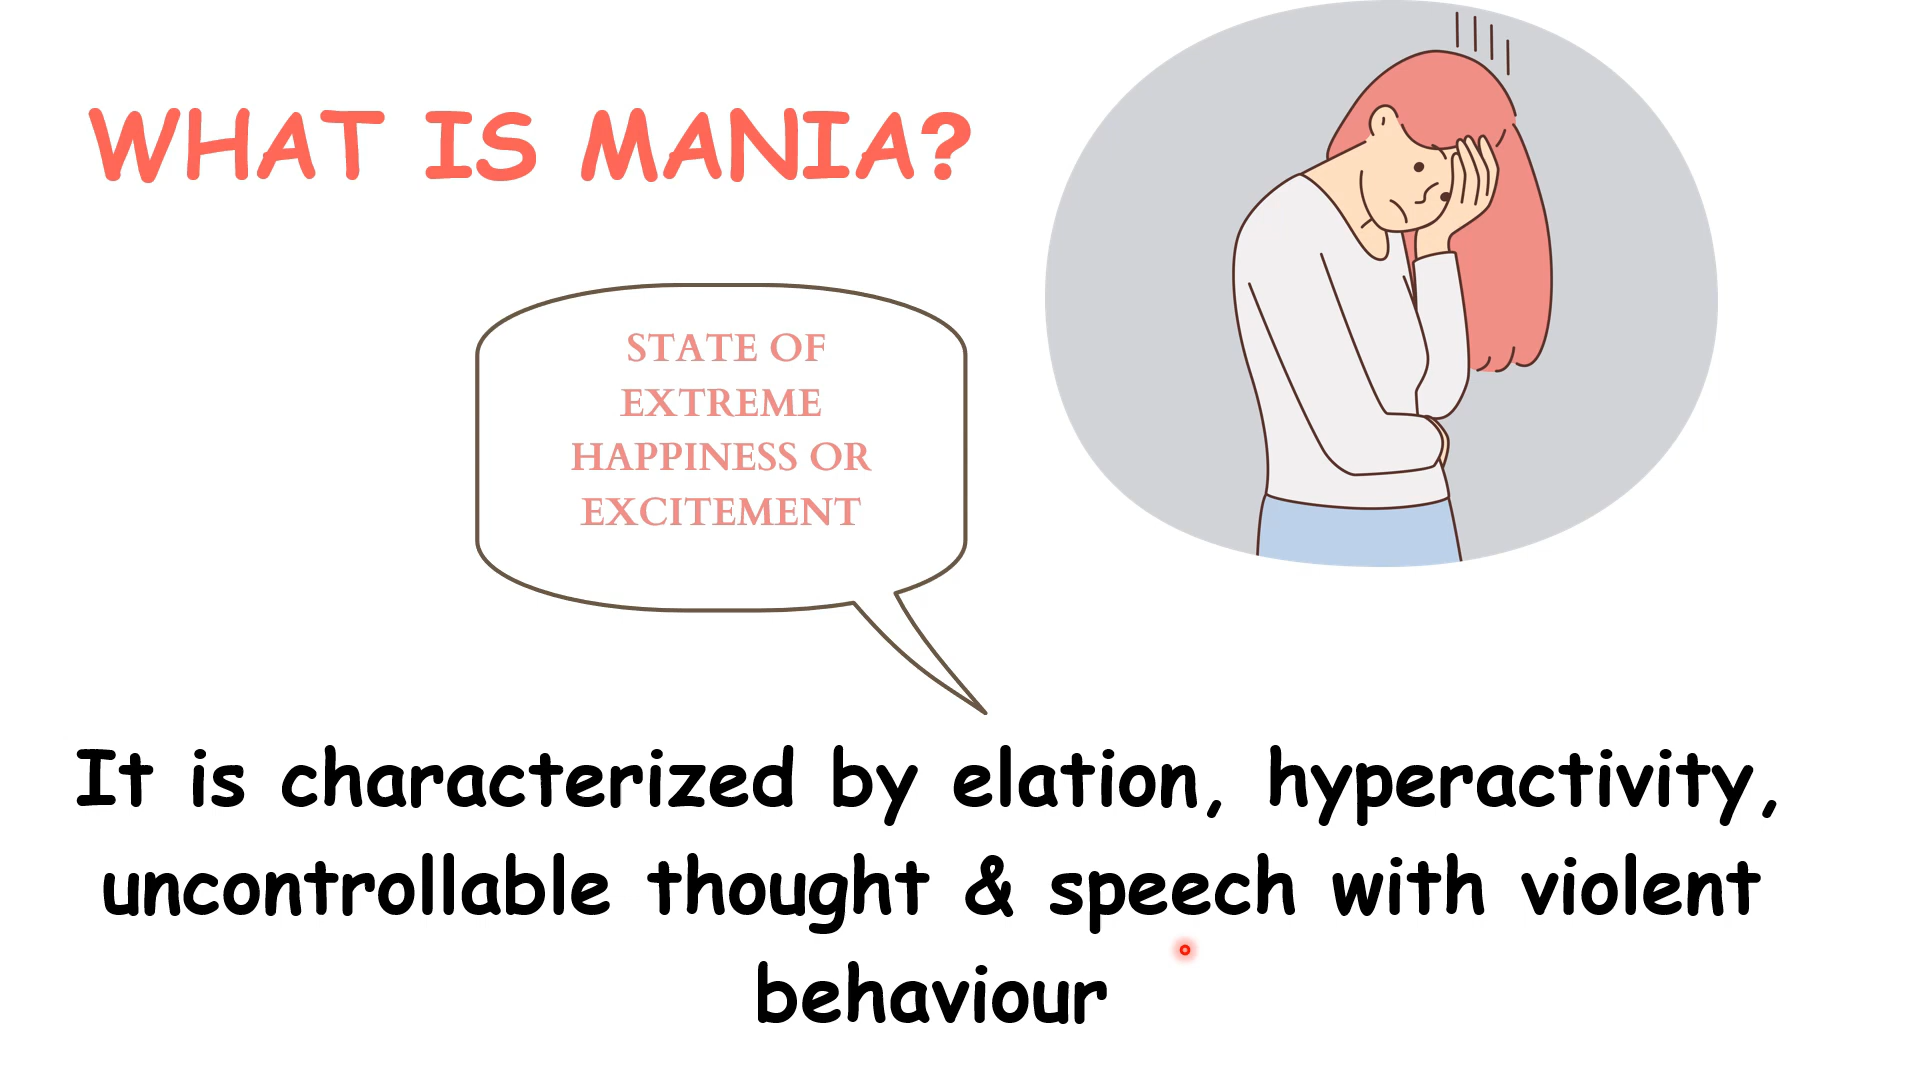 WHAT IS MANIA?
STATE OF
EXTREME
HAPPINESS OR
EXCITEMENT
It is characterized by elation, hyperactivity,
uncontrollable thought & speech with violent
behaviour